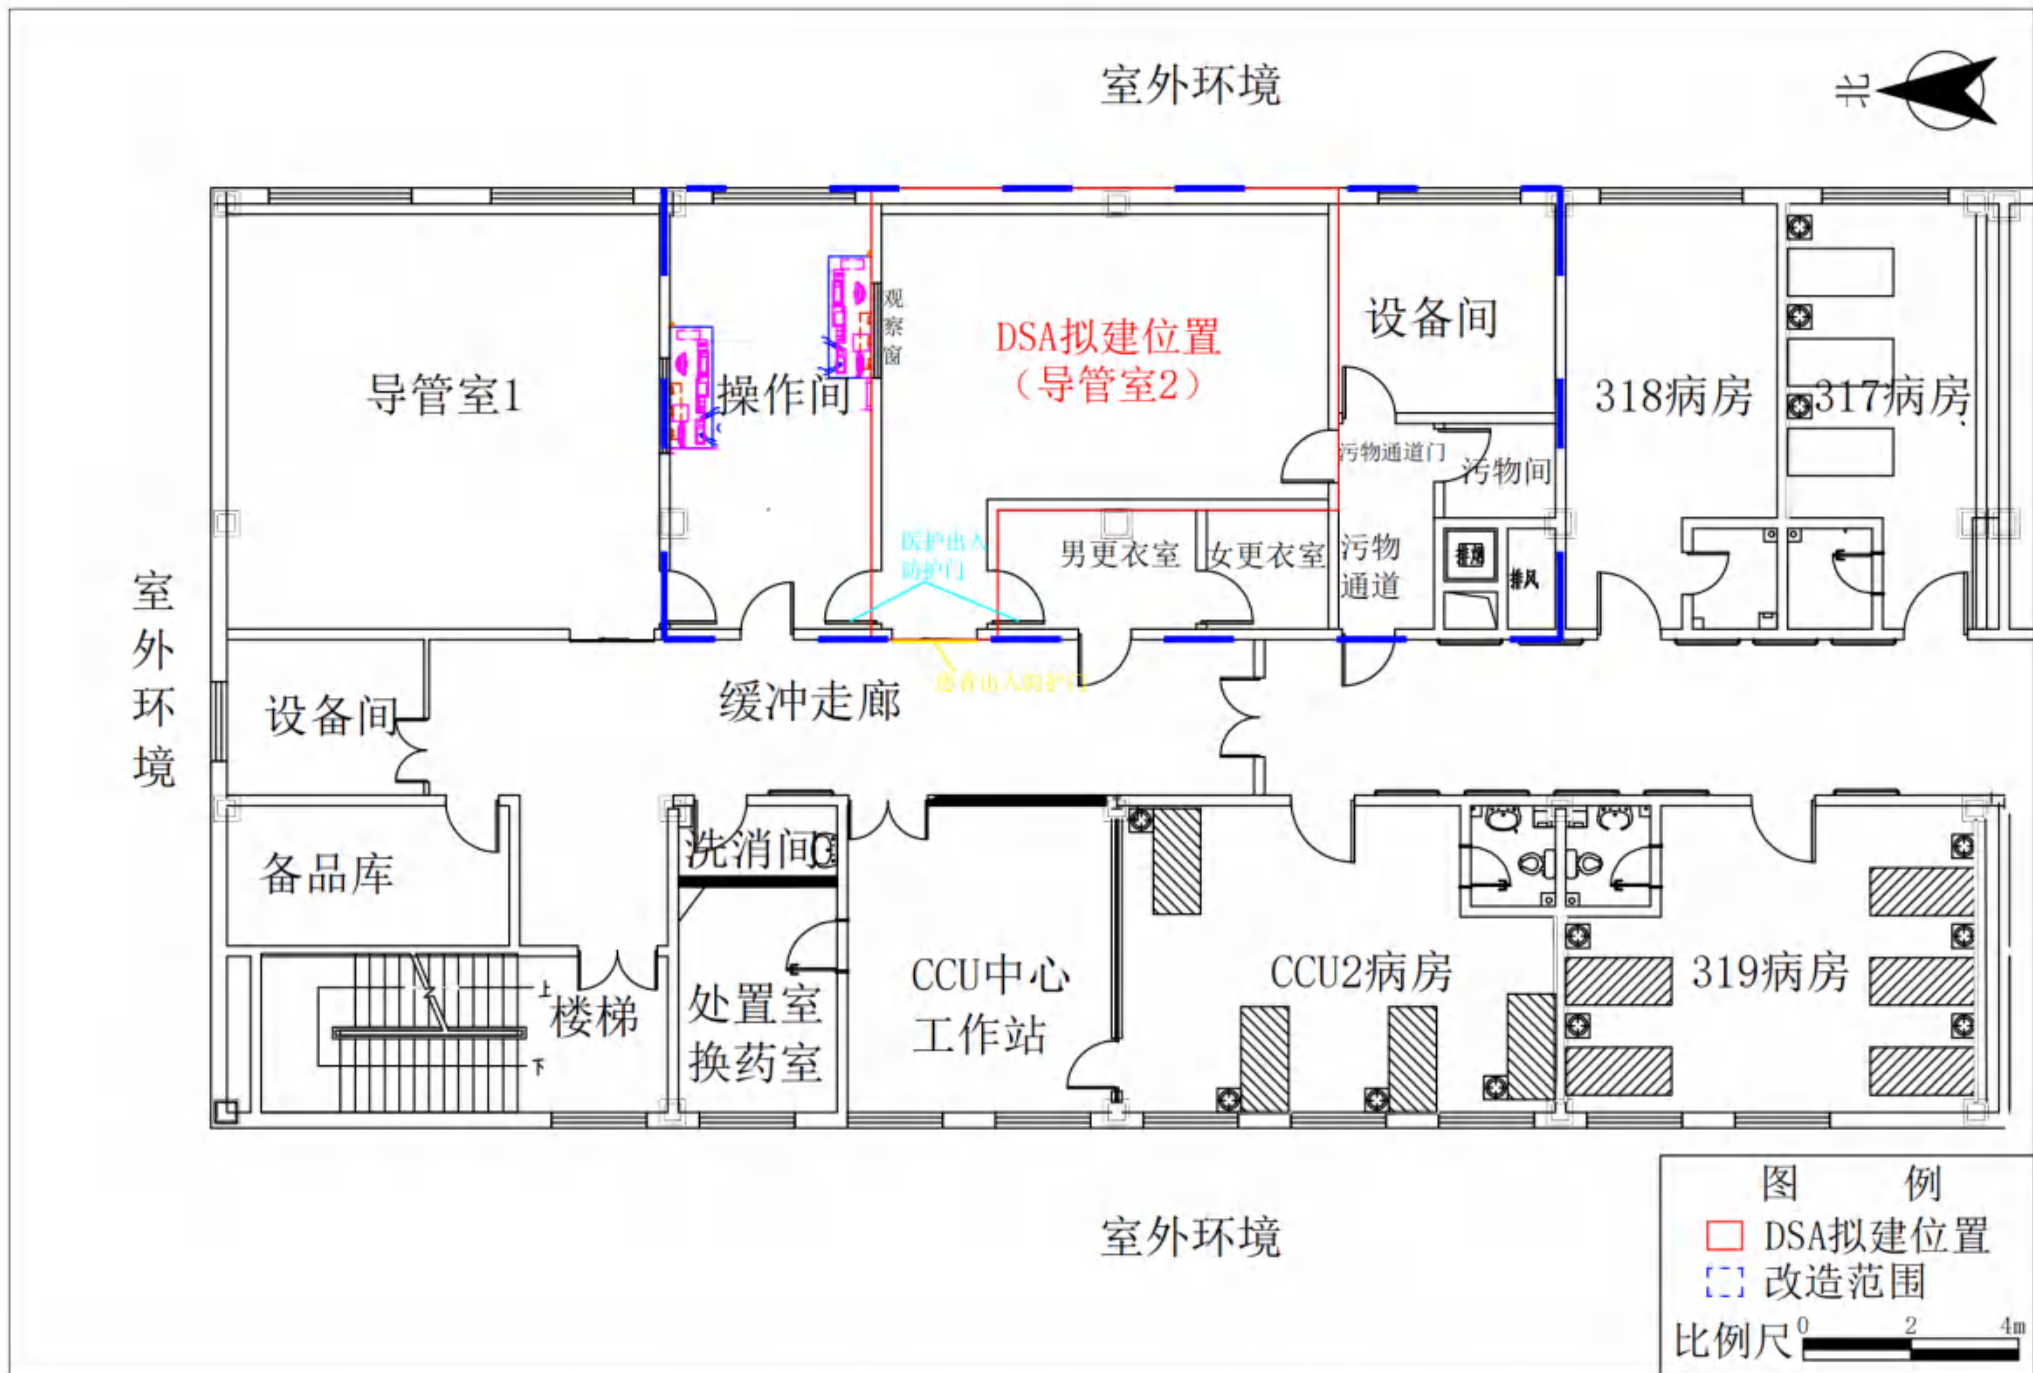 室外环境
北
观察窗
DSA拟建位置
（导管室2）
设备间
导管室1
操作间
318病房
317病房
污物通道门
污物间
医护出入
防护门
男更衣室
女更衣室
污物
通道
排烟
排风
室外环境
设备间
缓冲走廊
患者出入防护门
备品库
洗消间
上
楼梯
下
处置室
换药室
CCU中心
工作站
CCU2病房
319病房
室外环境
图 例
DSA拟建位置
改造范围
比例尺
0 2 4m